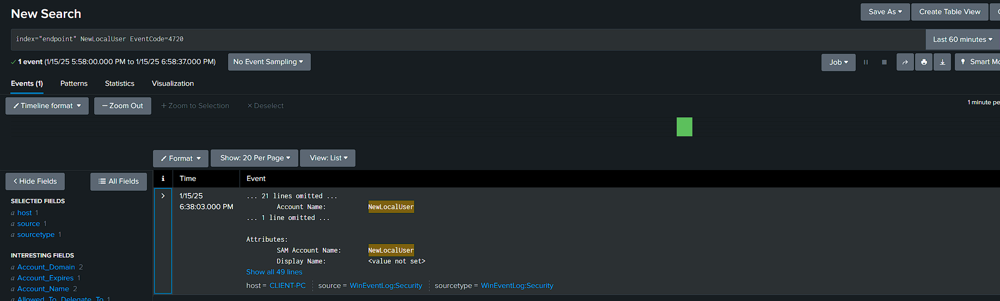 New Search
Save As
Create Table View
index="endpoint" NewLocalUser EventCode=4720
Last 60 minutes
✓ 1 event (1/15/25 5:58:00.000 PM to 1/15/25 6:58:37.000 PM)
No Event Sampling
Job
Smart Mo
Events (1)
Patterns
Statistics
Visualization
Timeline format
— Zoom Out
+ Zoom to Selection
× Deselect
1 minute pe
Format
Show: 20 Per Page
View: List
< Hide Fields
All Fields
i
Time
Event
SELECTED FIELDS
a host 1
a source 1
a sourcetype 1
INTERESTING FIELDS
a Account_Domain 2
a Account_Expires 1
a Account_Name 2
a Allowed_To_Delegate_To 1
>
1/15/25
6:38:03.000 PM
... 21 lines omitted ...
Account Name: NewLocalUser
... 1 line omitted ...
Attributes:
SAM Account Name: NewLocalUser
Display Name: <value not set>
Show all 49 lines
host = CLIENT-PC
source = WinEventLog:Security
sourcetype = WinEventLog:Security